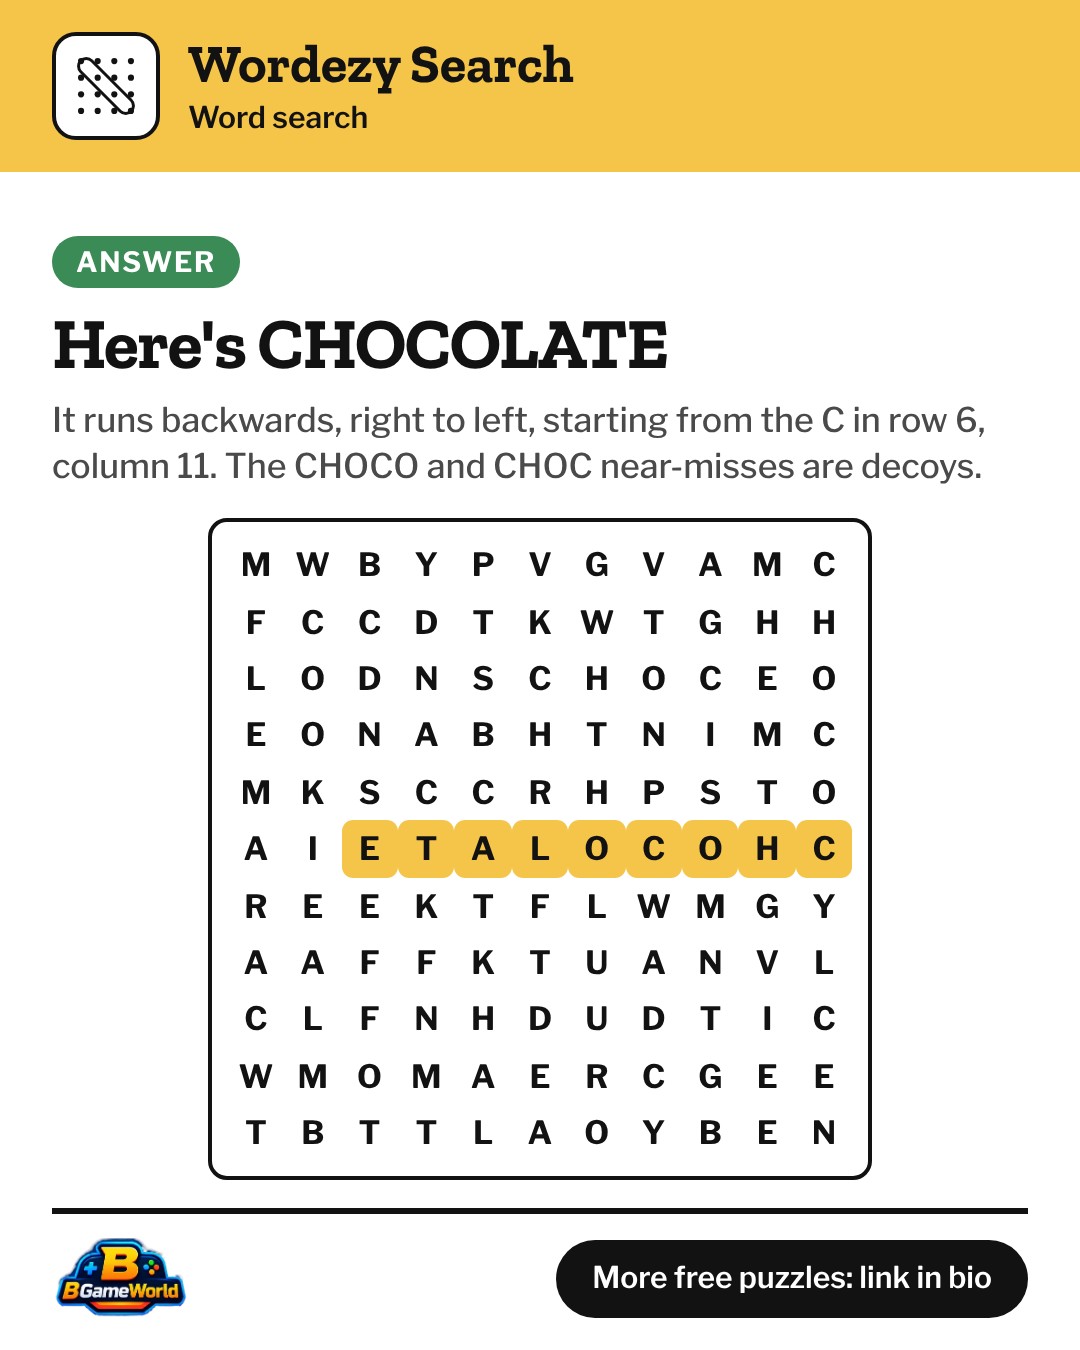 Wordezy Search
Word search
ANSWER
Here's CHOCOLATE
It runs backwards, right to left, starting from the C in row 6,
column 11. The CHOCO and CHOC near-misses are decoys.
M W B Y P V G V A M C
F C C D T K W T G H H
L O D N S C H O C E O
E O N A B H T N I M C
M K S C C R H P S T O
A I E T A L O C O H C
R E E K T F L W M G Y
A A F F K T U A N V L
C L F N H D U D T I C
W M O M A E R C G E E
T B T T L A O Y B E N
B
BGameWorld
More free puzzles: link in bio